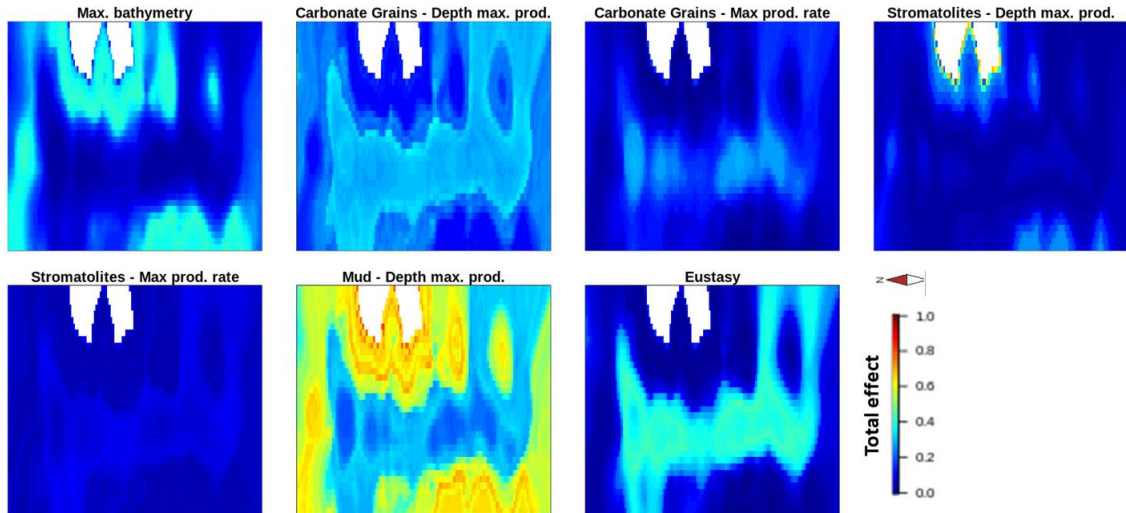 Max. bathymetry
Carbonate Grains - Depth max. prod.
Carbonate Grains - Max prod. rate
Stromatolites - Depth max. prod.
Stromatolites - Max prod. rate
Mud - Depth max. prod.
Eustasy
N
Total effect
1.0
0.8
0.6
0.4
0.2
0.0